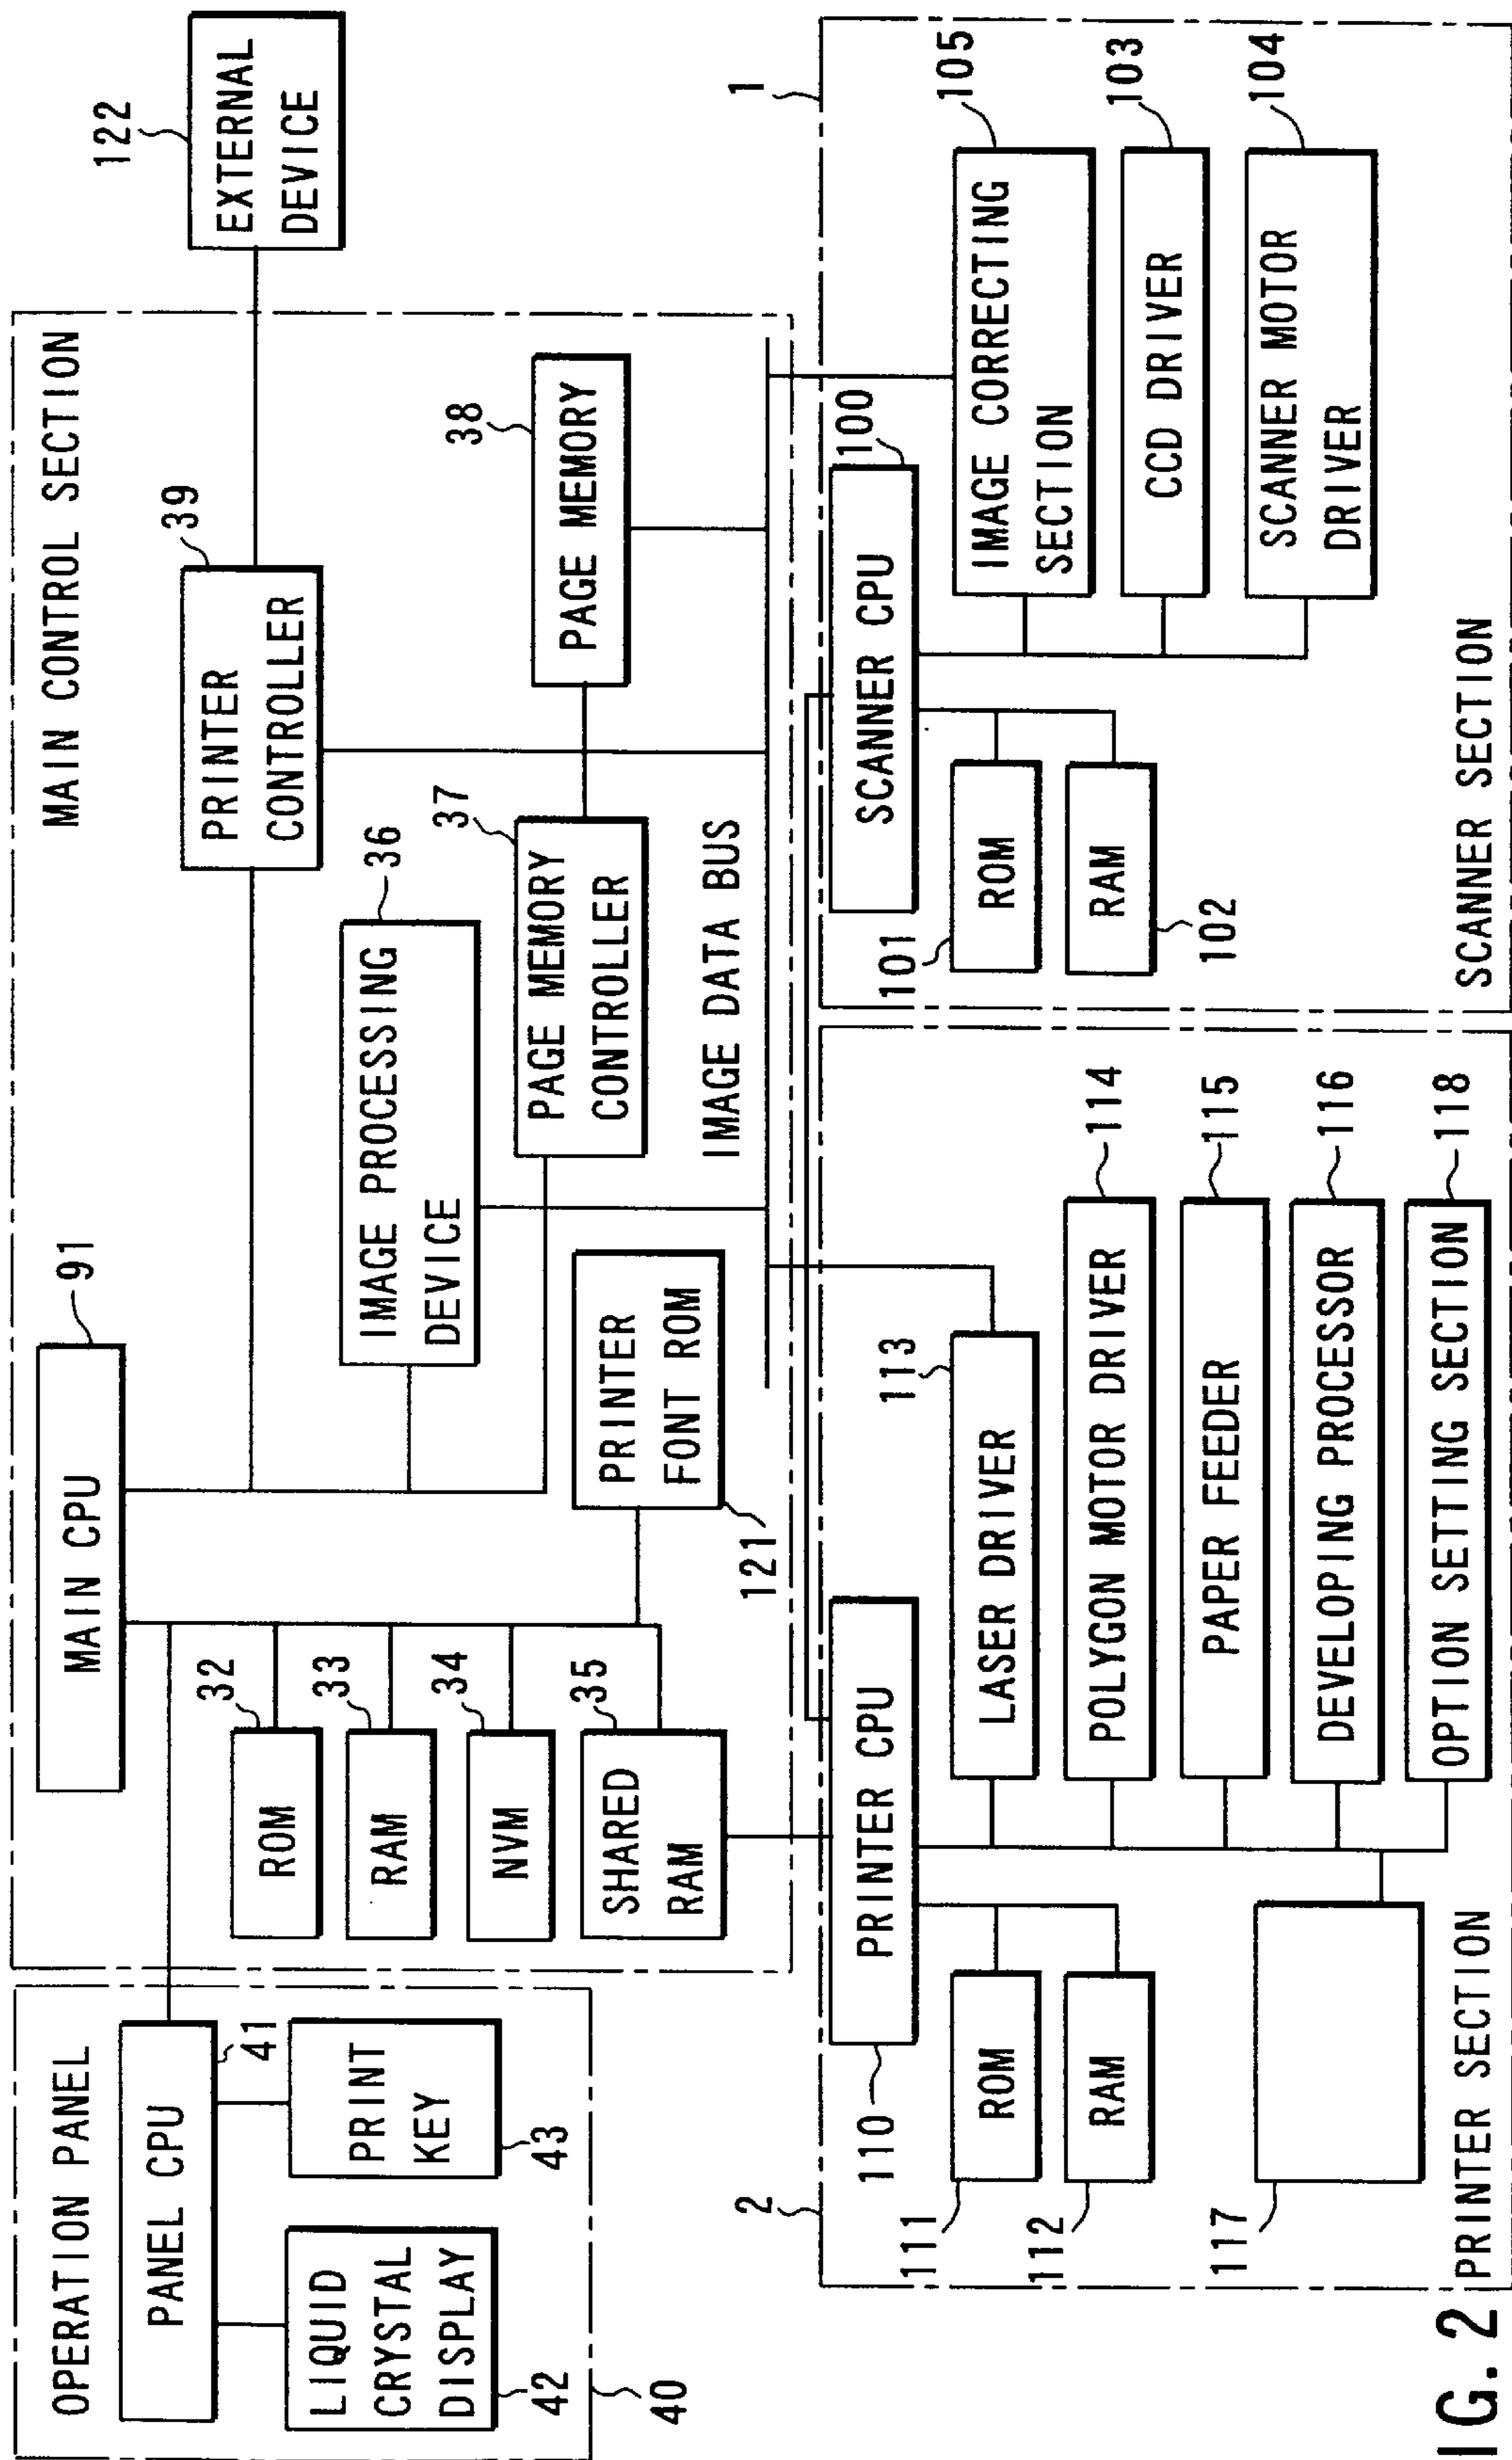 OPERATION PANEL
PANEL CPU
41
LIQUID
CRYSTAL
DISPLAY
42
PRINT
KEY
43
40
MAIN CONTROL SECTION
MAIN CPU
91
ROM
32
RAM
33
NVM
34
SHARED
RAM
35
PRINTER
FONT ROM
121
IMAGE PROCESSING
DEVICE
36
PAGE MEMORY
CONTROLLER
37
PAGE MEMORY
38
PRINTER
CONTROLLER
39
IMAGE DATA BUS
EXTERNAL
DEVICE
122
2
PRINTER CPU
110
ROM
111
RAM
112
117
LASER DRIVER
113
POLYGON MOTOR DRIVER
114
PAPER FEEDER
115
DEVELOPING PROCESSOR
116
OPTION SETTING SECTION
118
PRINTER SECTION
1
SCANNER CPU
100
ROM
101
RAM
102
IMAGE CORRECTING
SECTION
105
CCD DRIVER
103
SCANNER MOTOR
DRIVER
104
SCANNER SECTION
IG. 2